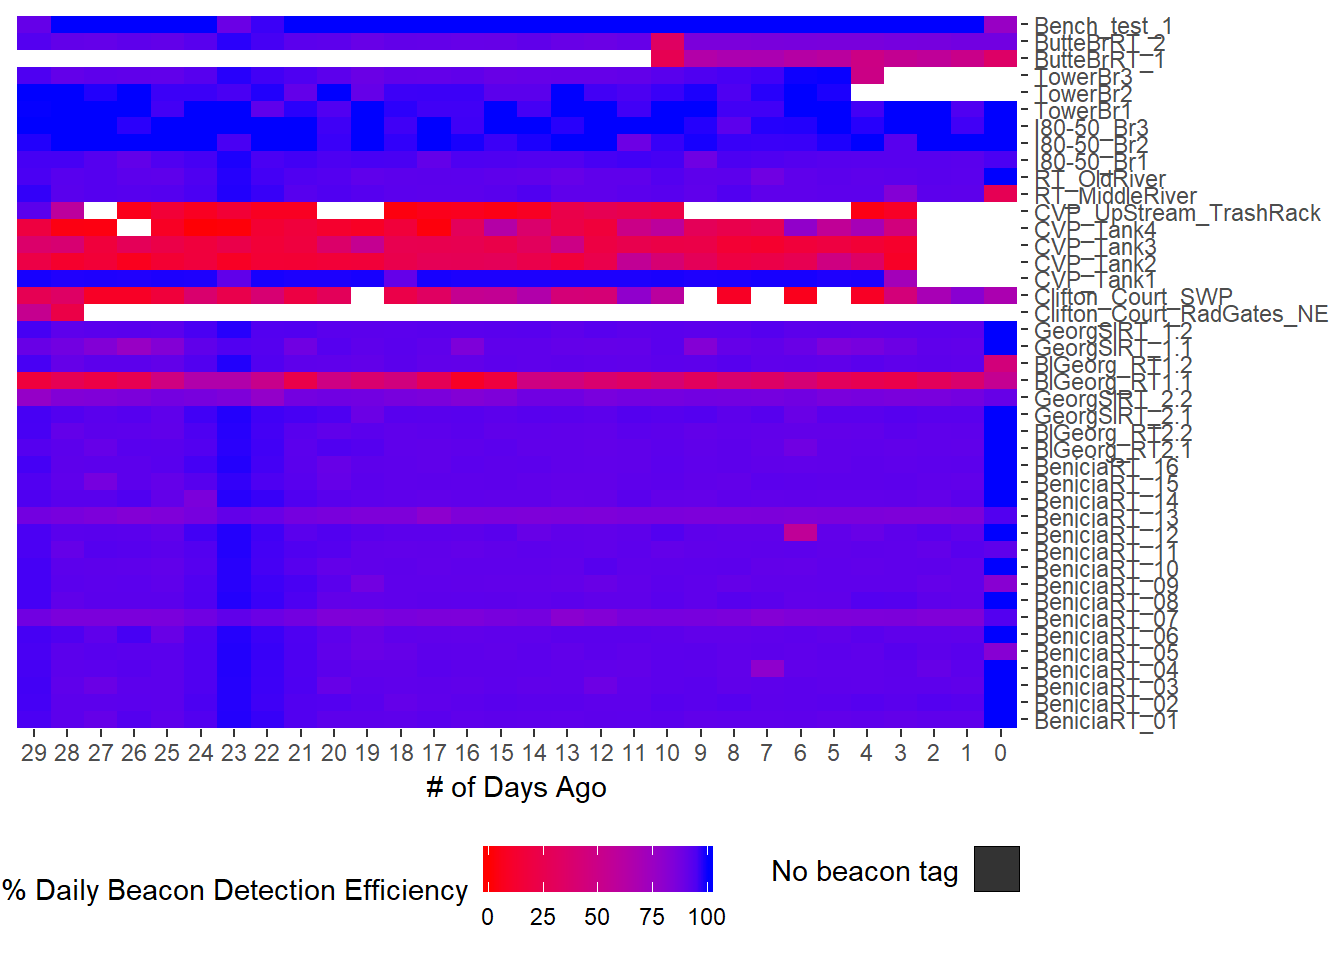 Bench_test_1
ButteBrRT_2
ButteBrRT_1
TowerBr3
TowerBr2
TowerBr1
I80-50_Br3
I80-50_Br2
I80-50_Br1
RT_OldRiver
RT_MiddleRiver
CVP_UpStream_TrashRack
CVP_Tank4
CVP_Tank3
CVP_Tank2
CVP_Tank1
Clifton_Court_SWP
Clifton_Court_RadGates_NE
GeorgSlRT_1.2
GeorgSlRT_1.1
BlGeorg_RT1.2
BlGeorg_RT1.1
GeorgSlRT_2.2
GeorgSlRT_2.1
BlGeorg_RT2.2
BlGeorg_RT2.1
BeniciaRT_16
BeniciaRT_15
BeniciaRT_14
BeniciaRT_13
BeniciaRT_12
BeniciaRT_11
BeniciaRT_10
BeniciaRT_09
BeniciaRT_08
BeniciaRT_07
BeniciaRT_06
BeniciaRT_05
BeniciaRT_04
BeniciaRT_03
BeniciaRT_02
BeniciaRT_01
29 28 27 26 25 24 23 22 21 20 19 18 17 16 15 14 13 12 11 10 9 8 7 6 5 4 3 2 1 0
# of Days Ago
% Daily Beacon Detection Efficiency
0 25 50 75 100
No beacon tag